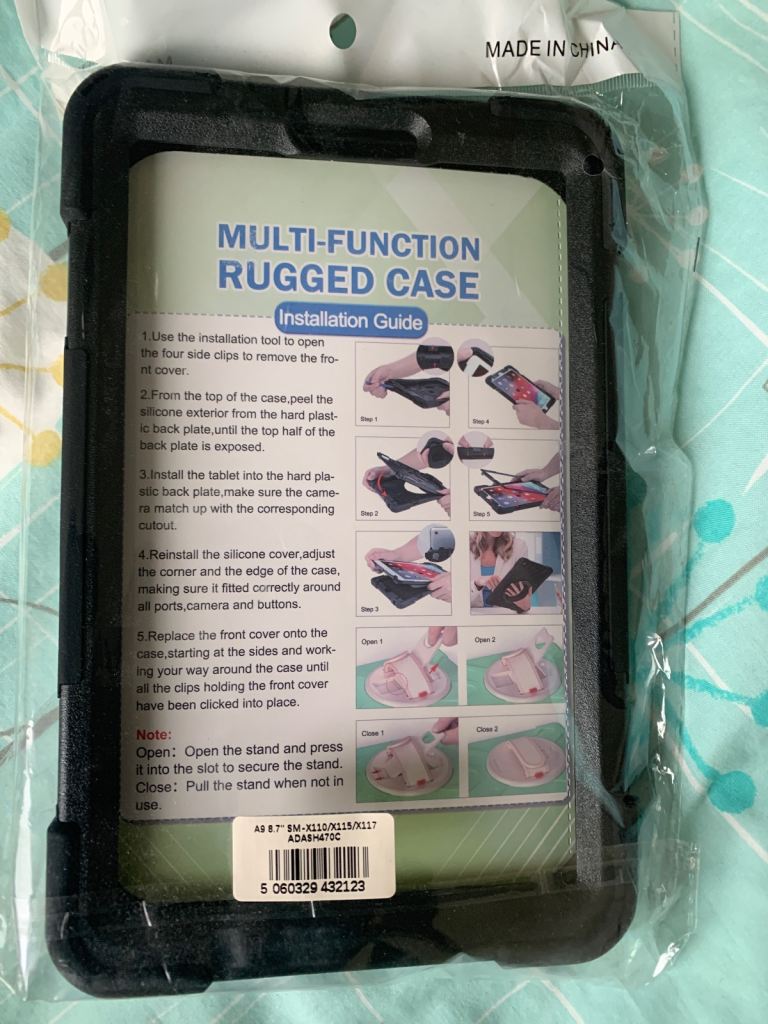 MADE IN CHINA
MULTI-FUNCTION
RUGGED CASE
Installation Guide
1.Use the installation tool to open
the four side clips to remove the fro-
nt cover.
2.From the top of the case,peel the
silicone exterior from the hard plast-
ic back plate,until the top half of the
back plate is exposed.
3.Install the tablet into the hard pla-
stic back plate,make sure the came-
ra match up with the corresponding
cutout.
4.Reinstall the silicone cover,adjust
the corner and the edge of the case,
making sure it fitted correctly around
all ports,camera and buttons.
5.Replace the front cover onto the
case,starting at the sides and work-
ing your way around the case until
all the clips holding the front cover
have been clicked into place.
Note:
Open: Open the stand and press
it into the slot to secure the stand.
Close: Pull the stand when not in
use.
Step 1
Step 4
Step 2
Step 5
Step 3
Open 1
Open 2
Close 1
Close 2
A9 8.7" SM-X110/X115/X117
ADASH470C
5 060329 432123